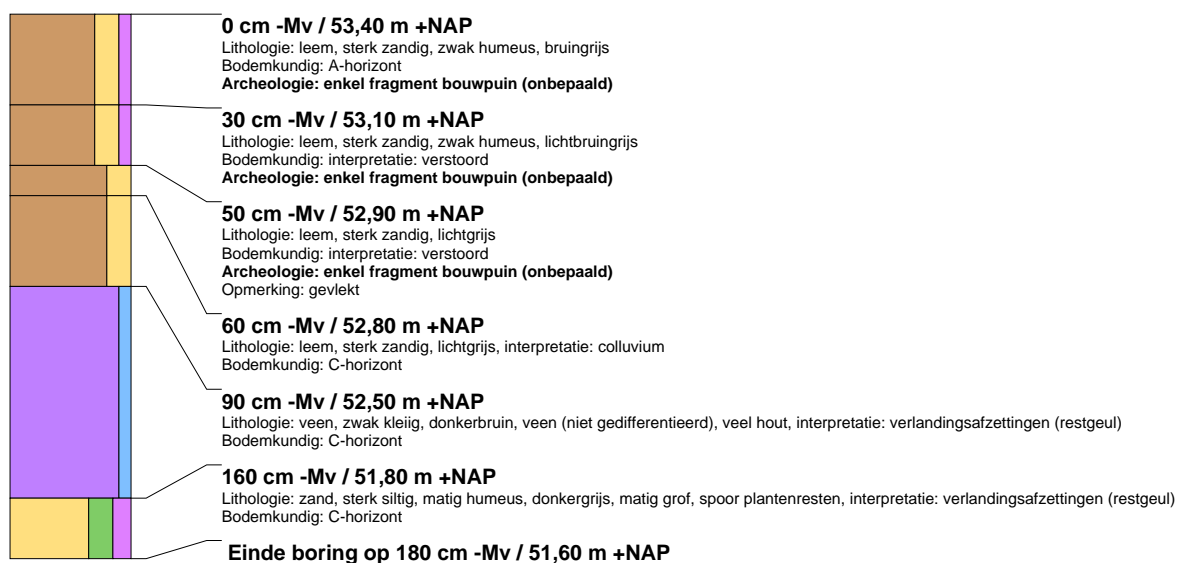 0 cm -Mv / 53,40 m +NAP
Lithologie: leem, sterk zandig, zwak humeus, bruingrijs
Bodemkundig: A-horizont
Archeologie: enkel fragment bouwpuin (onbepaald)
30 cm -Mv / 53,10 m +NAP
Lithologie: leem, sterk zandig, zwak humeus, lichtbruingrijs
Bodemkundig: interpretatie: verstoord
Archeologie: enkel fragment bouwpuin (onbepaald)
50 cm -Mv / 52,90 m +NAP
Lithologie: leem, sterk zandig, lichtgrijs
Bodemkundig: interpretatie: verstoord
Archeologie: enkel fragment bouwpuin (onbepaald)
Opmerking: gevlekt
60 cm -Mv / 52,80 m +NAP
Lithologie: leem, sterk zandig, lichtgrijs, interpretatie: colluvium
Bodemkundig: C-horizont
90 cm -Mv / 52,50 m +NAP
Lithologie: veen, zwak kleiig, donkerbruin, veen (niet gedifferentieerd), veel hout, interpretatie: verlandingsafzettingen (restgeul)
Bodemkundig: C-horizont
160 cm -Mv / 51,80 m +NAP
Lithologie: zand, sterk siltig, matig humeus, donkergrijs, matig grof, spoor plantenresten, interpretatie: verlandingsafzettingen (restgeul)
Bodemkundig: C-horizont
Einde boring op 180 cm -Mv / 51,60 m +NAP